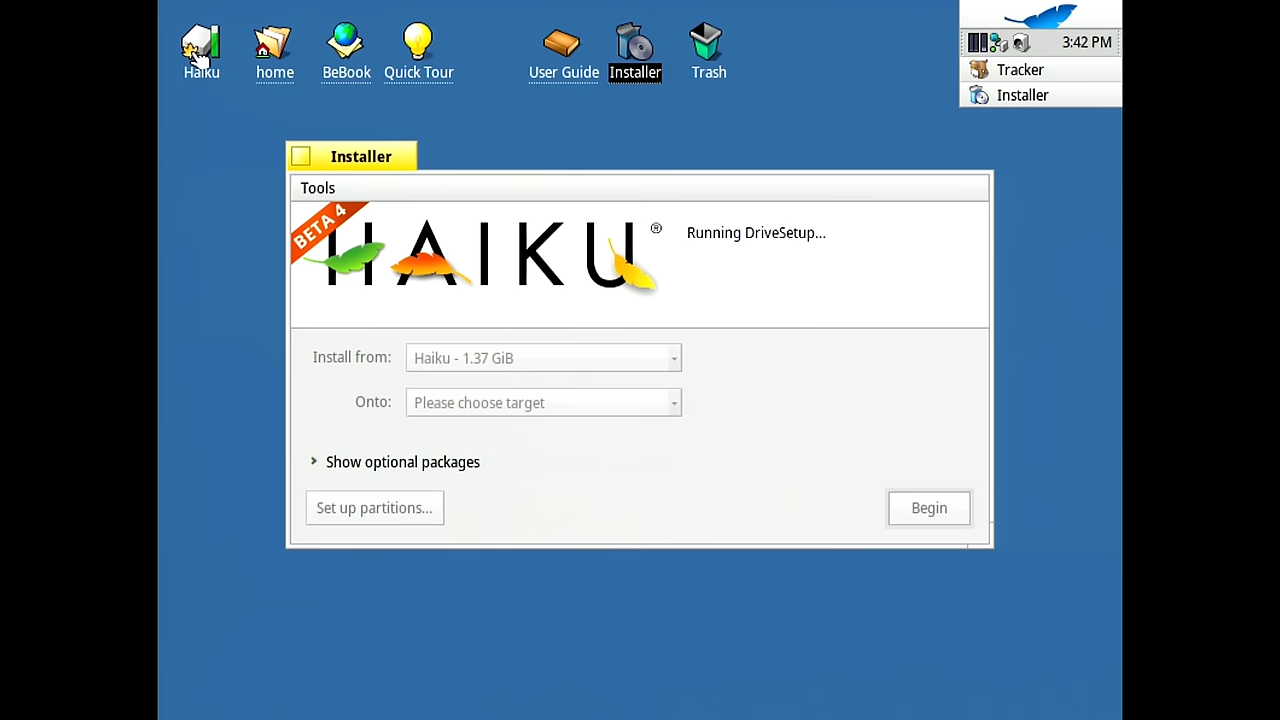 Haiku
home
BeBook
Quick Tour
User Guide
Installer
Trash
3:42 PM
Tracker
Installer
Installer
Tools
BETA 4
HAIKU®
Running DriveSetup...
Install from:
Haiku - 1.37 GiB
Onto:
Please choose target
Show optional packages
Set up partitions...
Begin